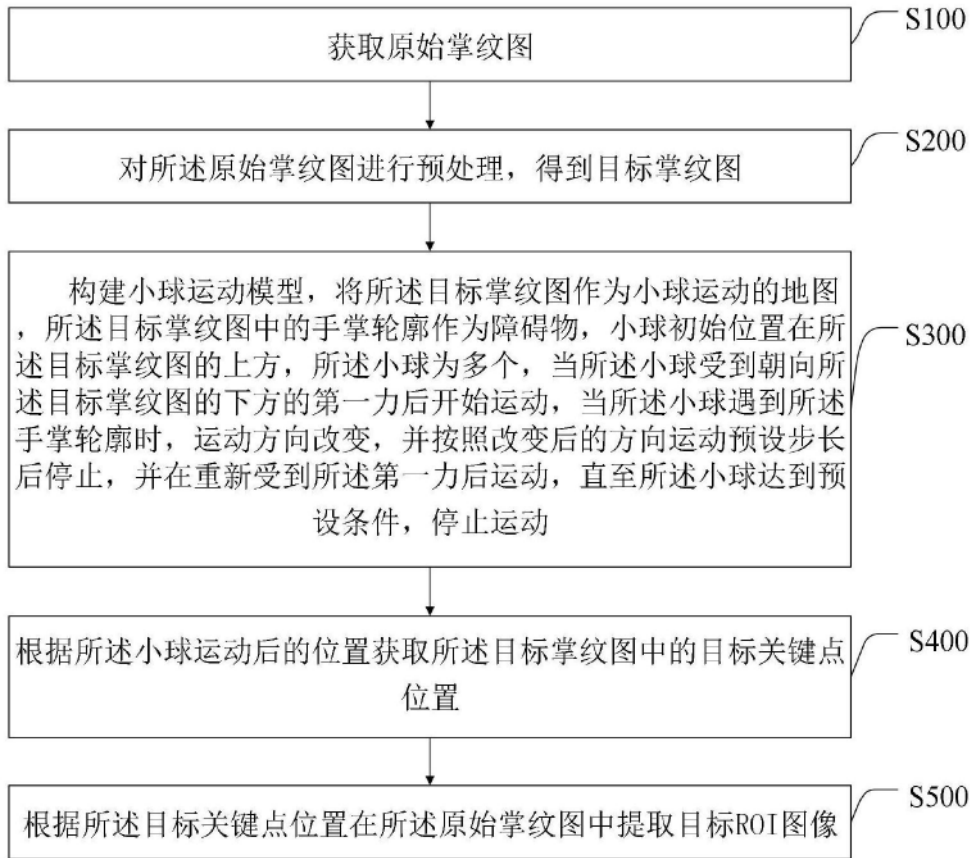 获取原始掌纹图
S100
对所述原始掌纹图进行预处理，得到目标掌纹图
S200
构建小球运动模型，将所述目标掌纹图作为小球运动的地图
，所述目标掌纹图中的手掌轮廓作为障碍物，小球初始位置在所
述目标掌纹图的上方，所述小球为多个，当所述小球受到朝向所
述目标掌纹图的下方的第一力后开始运动，当所述小球遇到所述
手掌轮廓时，运动方向改变，并按照改变后的方向运动预设步长
后停止，并在重新受到所述第一力后运动，直至所述小球达到预
设条件，停止运动
S300
根据所述小球运动后的位置获取所述目标掌纹图中的目标关键点
位置
S400
根据所述目标关键点位置在所述原始掌纹图中提取目标ROI图像
S500